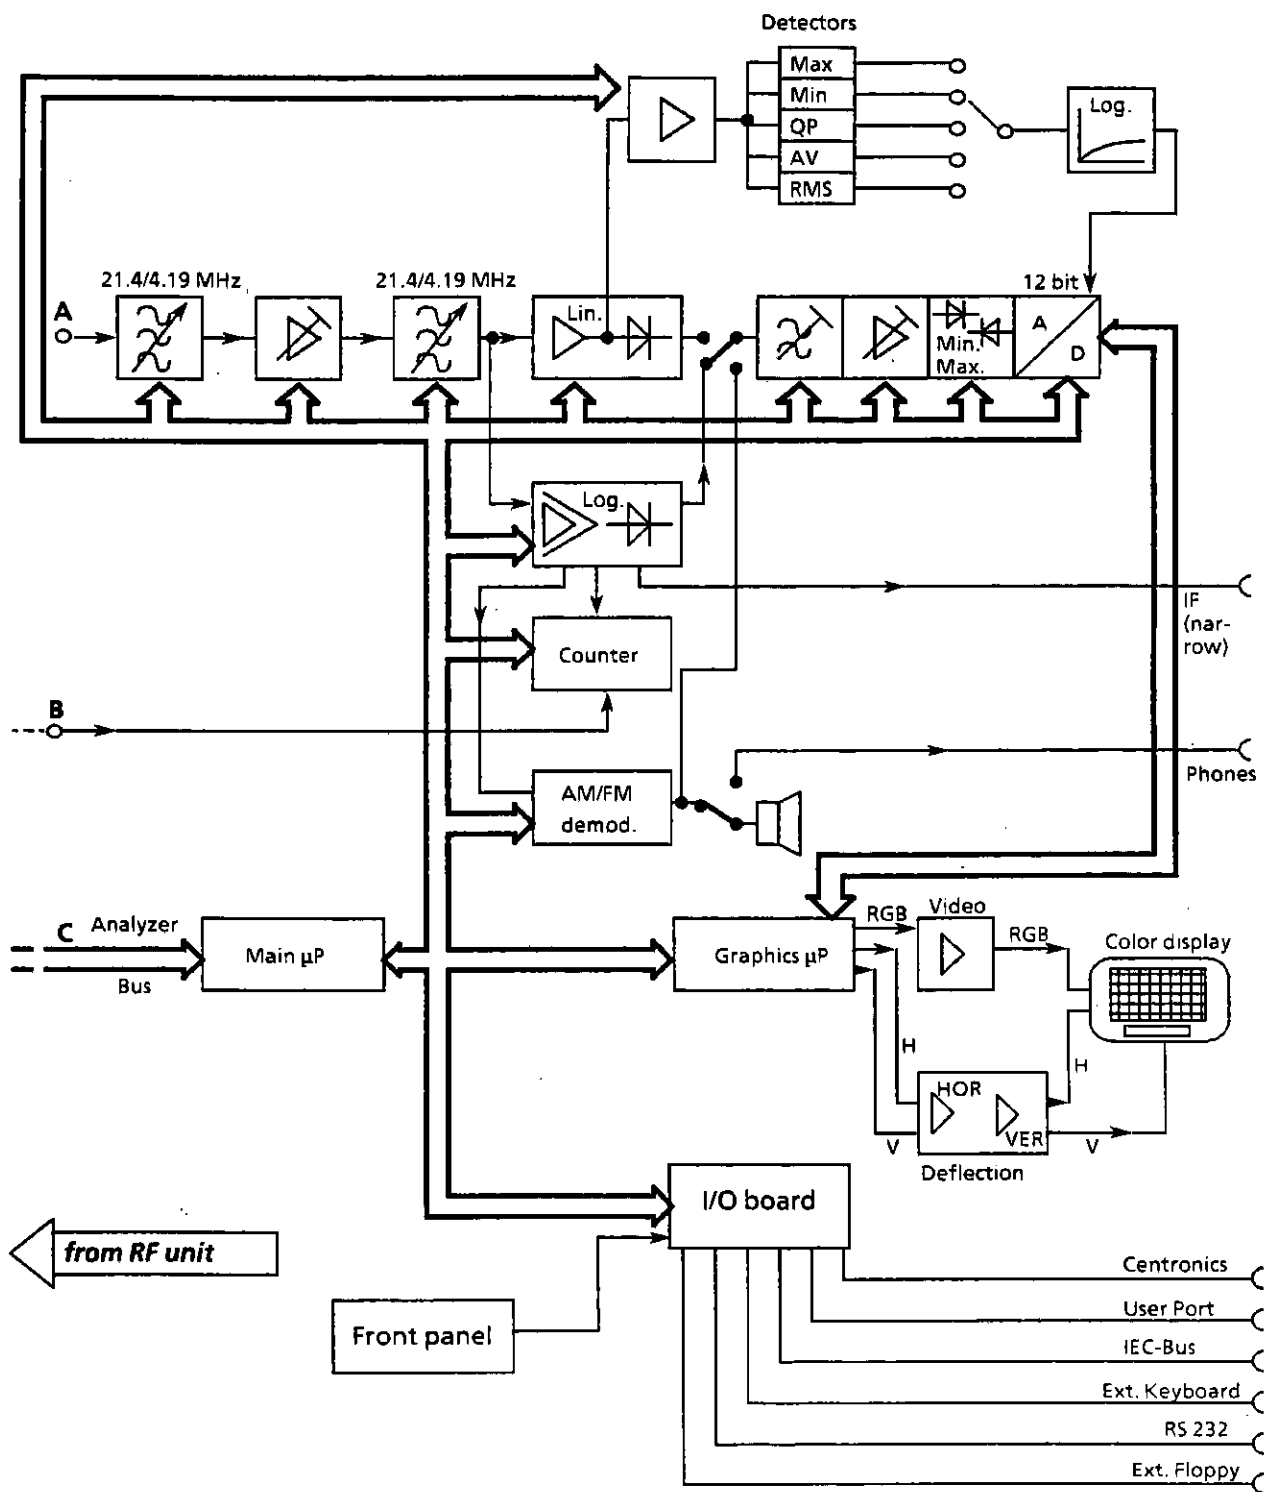 Detectors
Max
Min
QP
AV
RMS
Log.
21.4/4.19 MHz
21.4/4.19 MHz
12 bit
A
Lin.
Min.
Max.
A
D
Log.
IF
(nar-
row)
Counter
B
Phones
AM/FM
demod.
C
Analyzer
Bus
Main µP
Graphics µP
RGB
Video
RGB
Color display
H
H
HOR
VER
V
V
Deflection
I/O board
from RF unit
Front panel
Centronics
User Port
IEC-Bus
Ext. Keyboard
RS 232
Ext. Floppy